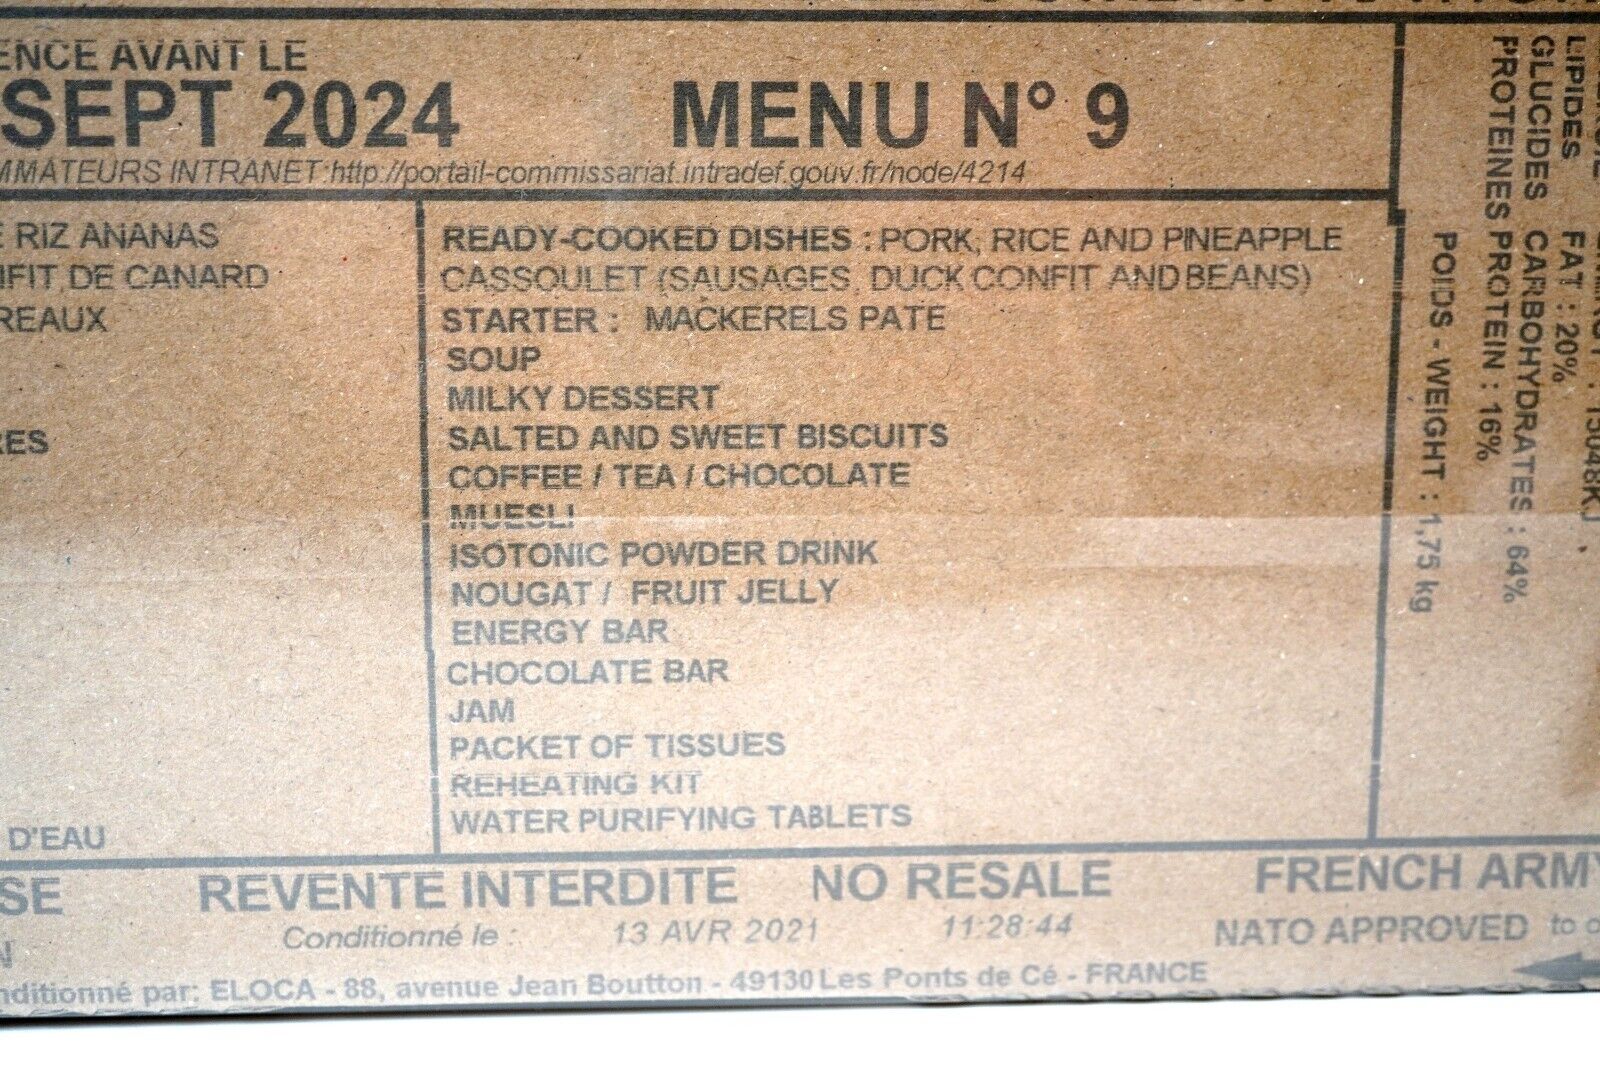 ENCE AVANT LE
SEPT 2024
MENU N° 9
MMATEURS INTRANET:http://portail-commissariat.intradef.gouv.fr/node/4214
RIZ ANANAS
NFIT DE CANARD
REAUX
RES
D'EAU
READY-COOKED DISHES : PORK, RICE AND PINEAPPLE
CASSOULET (SAUSAGES, DUCK CONFIT AND BEANS)
STARTER : MACKERELS PATE
SOUP
MILKY DESSERT
SALTED AND SWEET BISCUITS
COFFEE / TEA / CHOCOLATE
MUESLI
ISOTONIC POWDER DRINK
NOUGAT / FRUIT JELLY
ENERGY BAR
CHOCOLATE BAR
JAM
PACKET OF TISSUES
REHEATING KIT
WATER PURIFYING TABLETS
LIPIDES FAT : 20%
GLUCIDES CARBOHYDRATES : 64%
PROTEINES PROTEIN : 16%
POIDS - WEIGHT : 1,75 kg
SE REVENTE INTERDITE NO RESALE FRENCH ARMY
N Conditionné le : 13 AVR 2021 11:28:44 NATO APPROVED to
nditionné par: ELOCA - 88, avenue Jean Boutton - 49130 Les Ponts de Cé - FRANCE